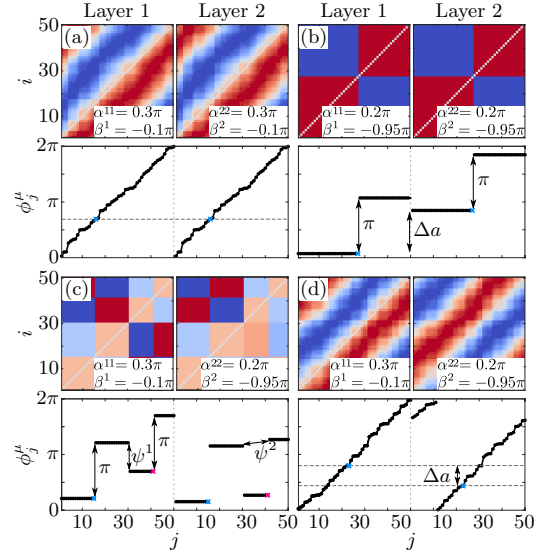 Layer 1 Layer 2 Layer 1 Layer 2
50 (a) (b)
30
i
10
α¹¹= 0.3π α²²= 0.3π α¹¹= 0.2π α²²= 0.2π
β¹ = −0.1π β² = −0.1π β¹ = −0.95π β² = −0.95π
2π
π
ϕⱼᵘ
0
π Δa π
50 (c) (d)
30
i
10
α¹¹= 0.3π α²²= 0.2π α¹¹= 0.3π α²²= 0.2π
β¹ = −0.1π β² = −0.95π β¹ = −0.1π β² = −0.95π
2π
π
ϕⱼᵘ
0
π ψ¹ π ψ² Δa
10 30 50 10 30 50 10 30 50 10 30 50
j j